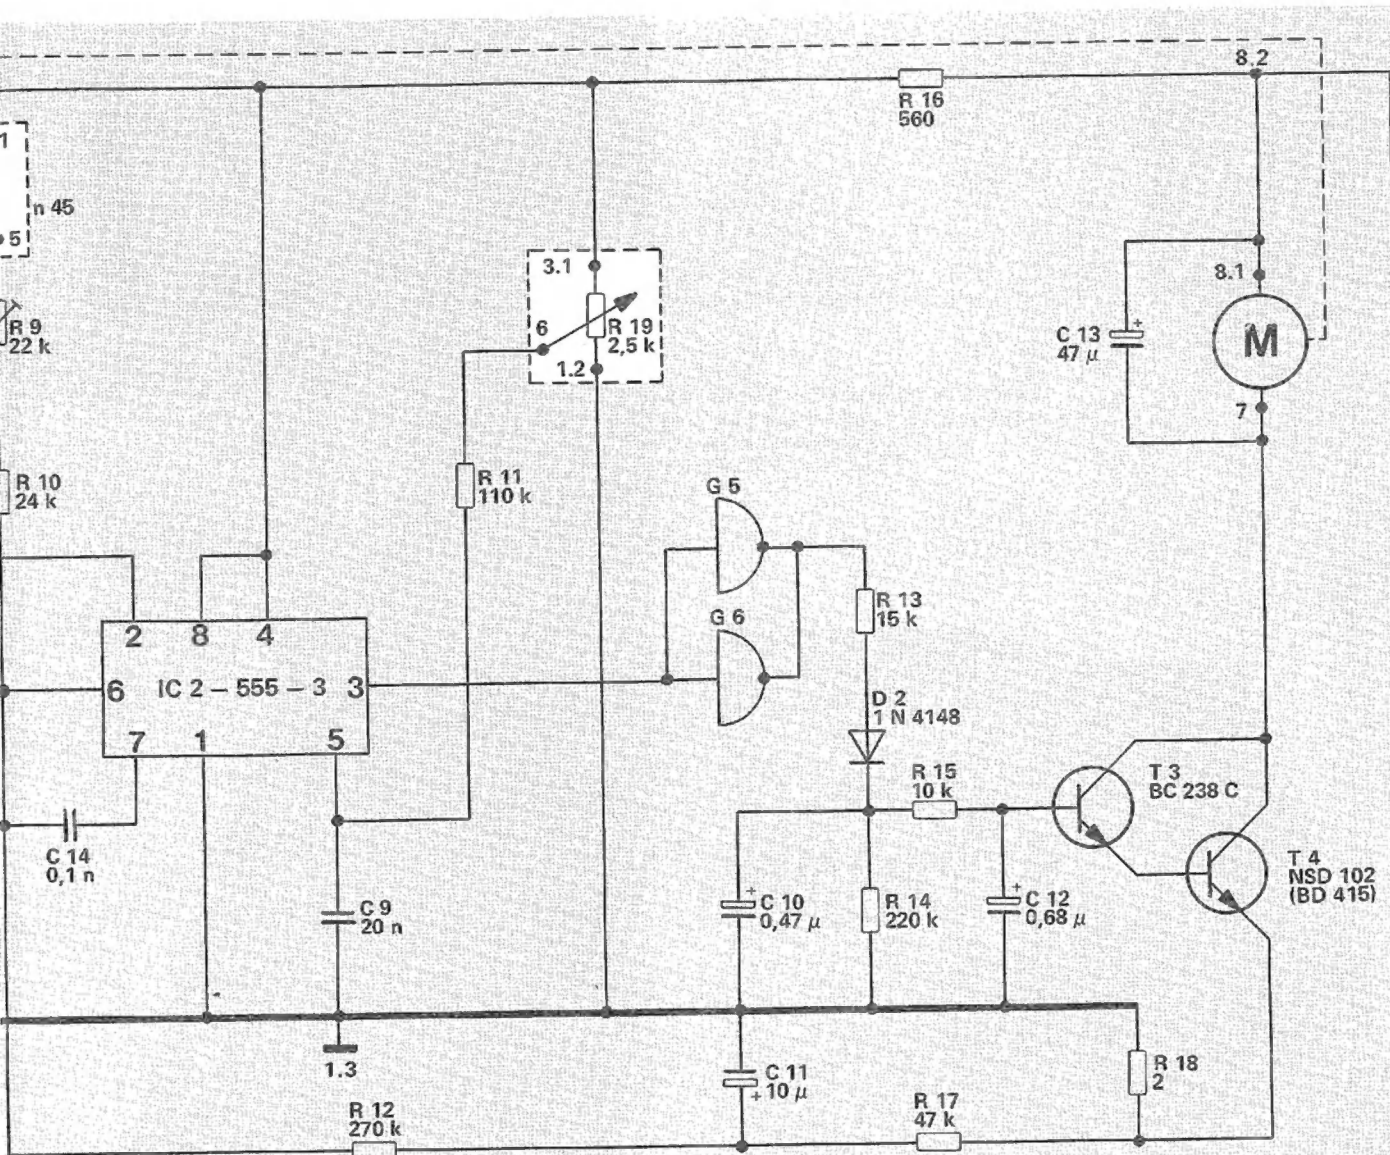 8.2
R 16
560
1
n 45
5
3.1
R 9
22 k
6
R 19
2,5 k
1.2
8.1
C 13
+
47 µ
M
7
R 10
24 k
R 11
110 k
G 5
G 6
R 13
15 k
2 8 4
6 IC 2 – 555 – 3 3
7 1 5
D 2
1 N 4148
R 15
10 k
T 3
BC 238 C
C 14
0,1 n
T 4
NSD 102
(BD 415)
C 9
20 n
+
C 10
0,47 µ
R 14
220 k
+
C 12
0,68 µ
1.3
C 11
+ 10 µ
R 18
2
R 12
270 k
R 17
47 k